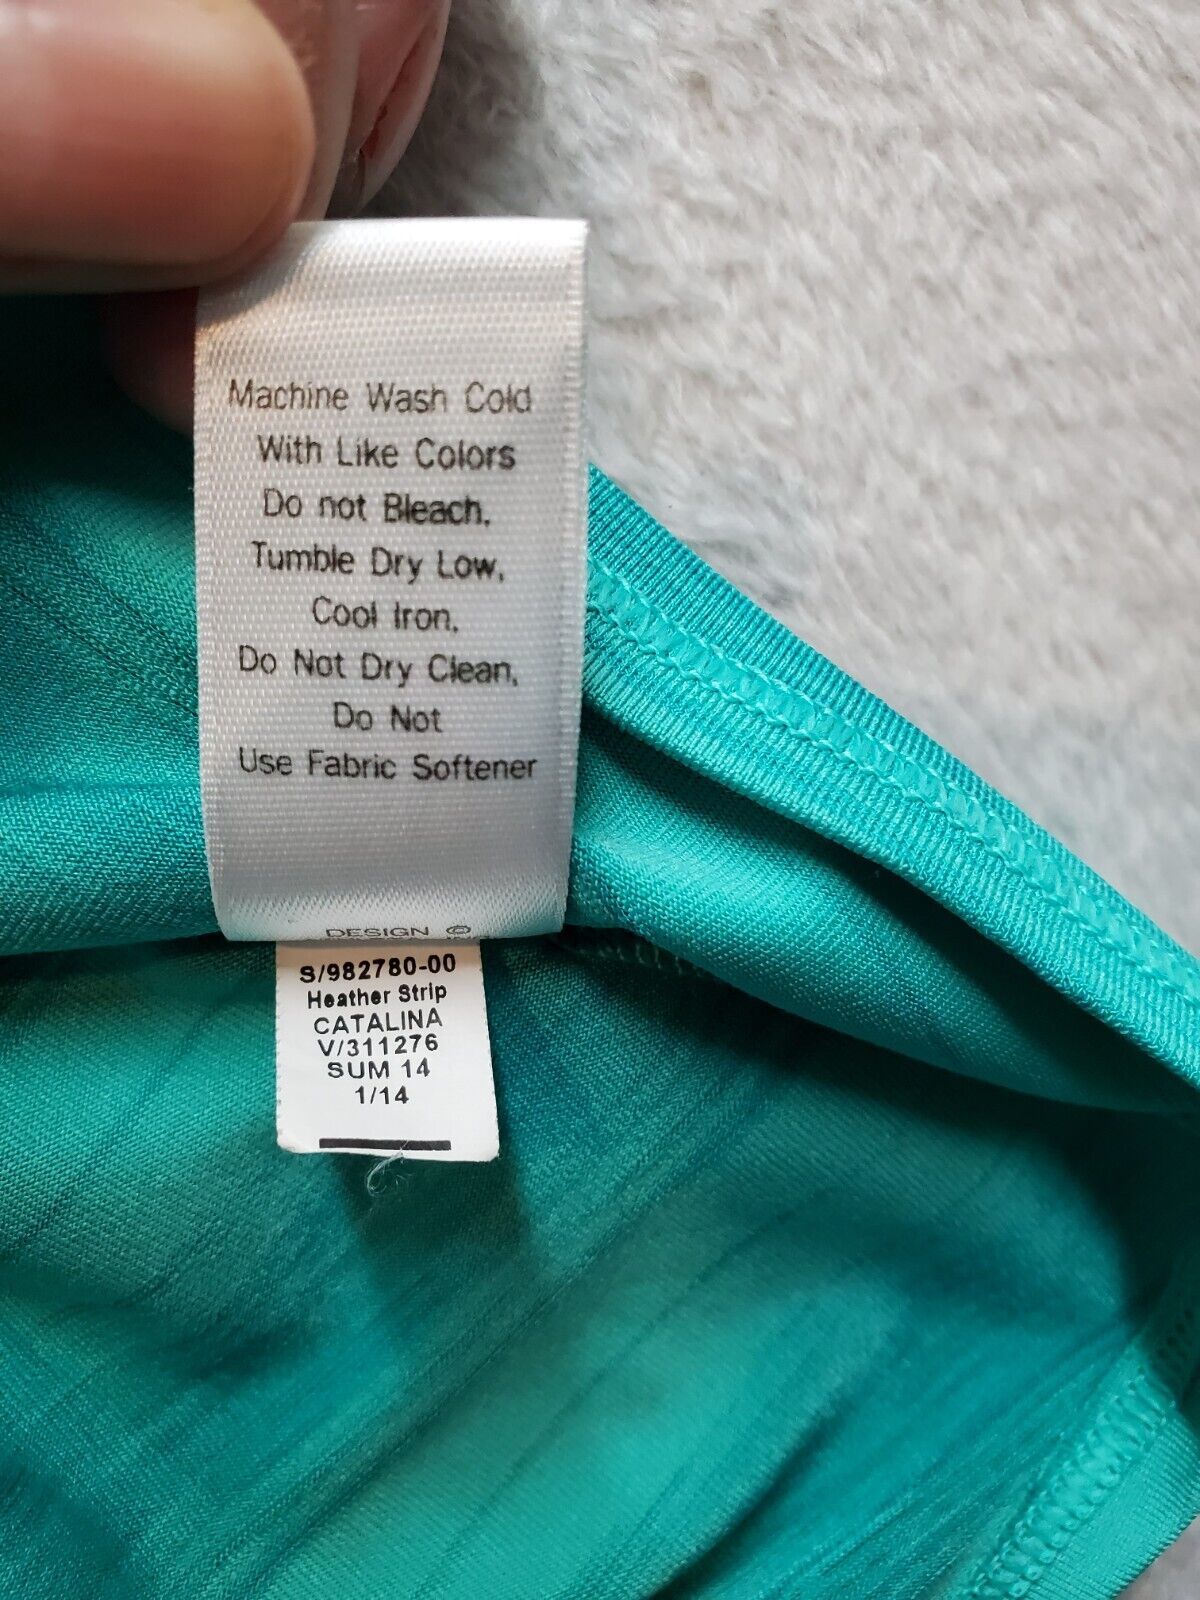 Machine Wash Cold
With Like Colors
Do not Bleach,
Tumble Dry Low,
Cool Iron,
Do Not Dry Clean,
Do Not
Use Fabric Softener
DESIGN ©
S/982780-00
Heather Strip
CATALINA
V/311276
SUM 14
1/14